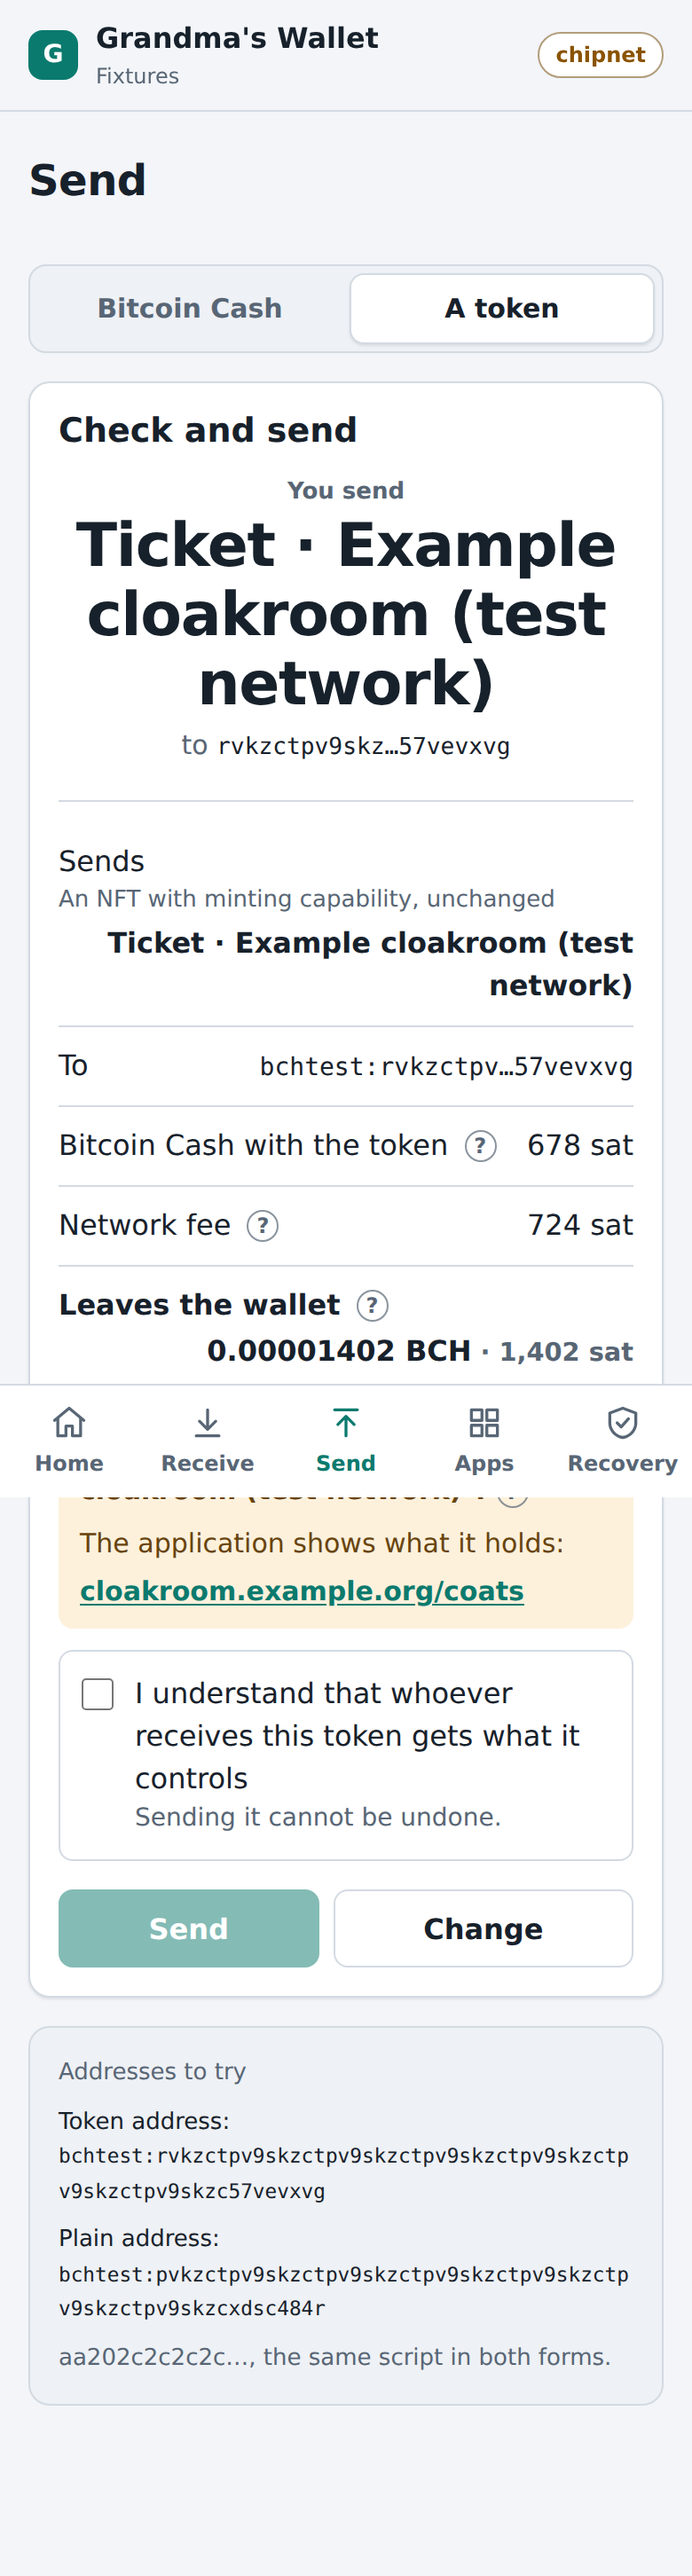 G
Grandma's Wallet
Fixtures
chipnet
Send
Bitcoin Cash
A token
Check and send
You send
Ticket · Example
cloakroom (test
network)
to rvkzctpv9skz…57vevxvg
Sends
An NFT with minting capability, unchanged
Ticket · Example cloakroom (test
network)
To bchtest:rvkzctpv…57vevxvg
Bitcoin Cash with the token ? 678 sat
Network fee ? 724 sat
Leaves the wallet ?
0.00001402 BCH · 1,402 sat
Home
Receive
Send
Apps
Recovery
The application shows what it holds:
cloakroom.example.org/coats
I understand that whoever
receives this token gets what it
controls
Sending it cannot be undone.
Send
Change
Addresses to try
Token address:
bchtest:rvkzctpv9skzctpv9skzctpv9skzctpv9skzctp
v9skzctpv9skzc57vevxvg
Plain address:
bchtest:pvkzctpv9skzctpv9skzctpv9skzctpv9skzctp
v9skzctpv9skzcxdsc484r
aa202c2c2c2c…, the same script in both forms.